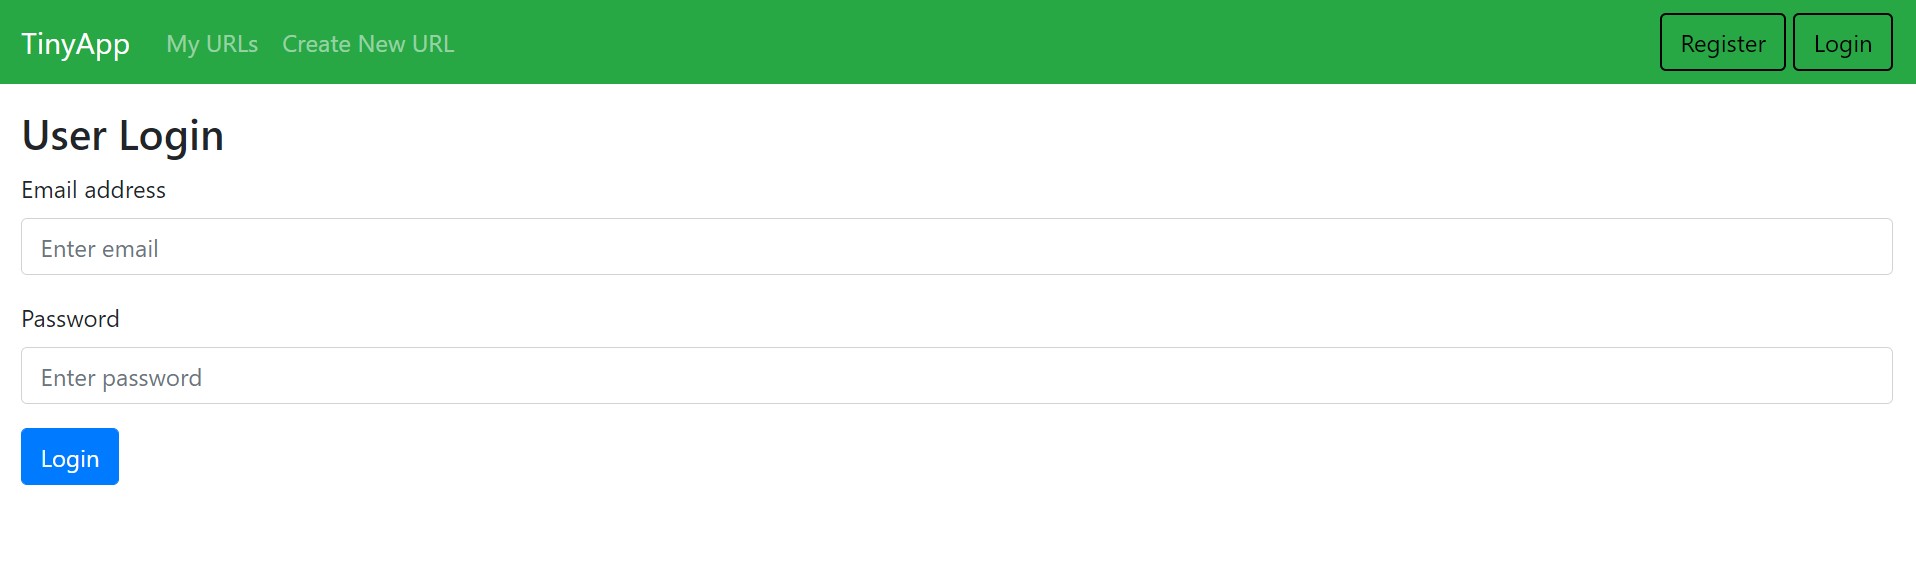 TinyApp My URLs Create New URL Register Login
User Login
Email address
Enter email
Password
Enter password
Login